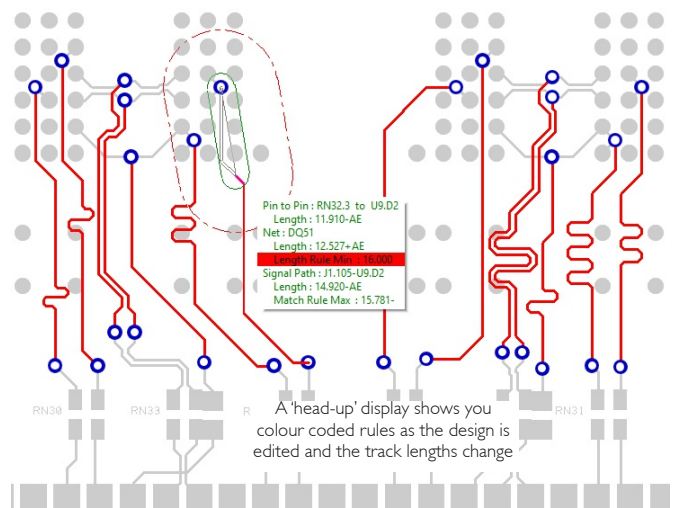 Pin to Pin : RN32.3 to U9.D2
Length : 11.910-AE
Net : DQ51
Length : 12.527+AE
Length Rule Min : 16.000
Signal Path : J1.105-U9.D2
Length : 14.920-AE
Match Rule Max : 15.781-
RN30
RN33
R
RN31
A 'head-up' display shows you
colour coded rules as the design is
edited and the track lengths change